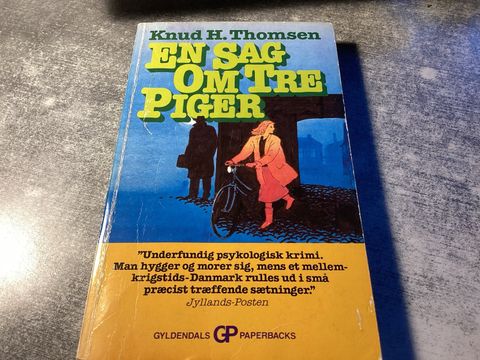 Knud H. Thomsen
EN SAG
OM TRE
PIGER
"Underfundig psykologisk krimi.
Man hygger og morer sig, mens et mellem-
krigstids-Danmark rulles ud i små
præcist træffende sætninger."
Jyllands-Posten
GYLDENDALS GP PAPERBACKS